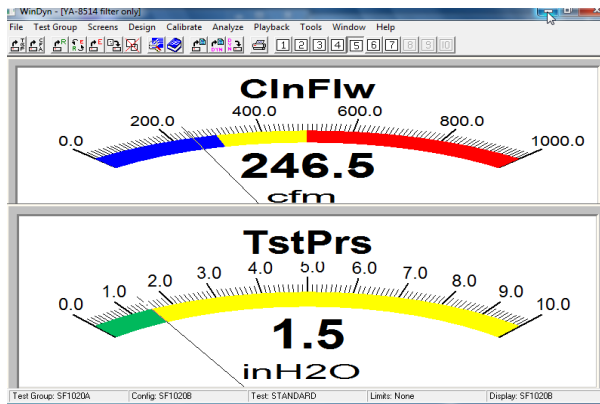 WinDyn - [YA-8514 filter only]
File Test Group Screens Design Calibrate Analyze Playback Tools Window Help
1 2 3 4 5 6 7 8 9 10
ClnFlw
0.0 200.0 400.0 600.0 800.0 1000.0
246.5
cfm
TstPrs
0.0 1.0 2.0 3.0 4.0 5.0 6.0 7.0 8.0 9.0 10.0
1.5
inH2O
Test Group: SF1020A Config: SF1020B Test: STANDARD Limits: None Display: SF1020B